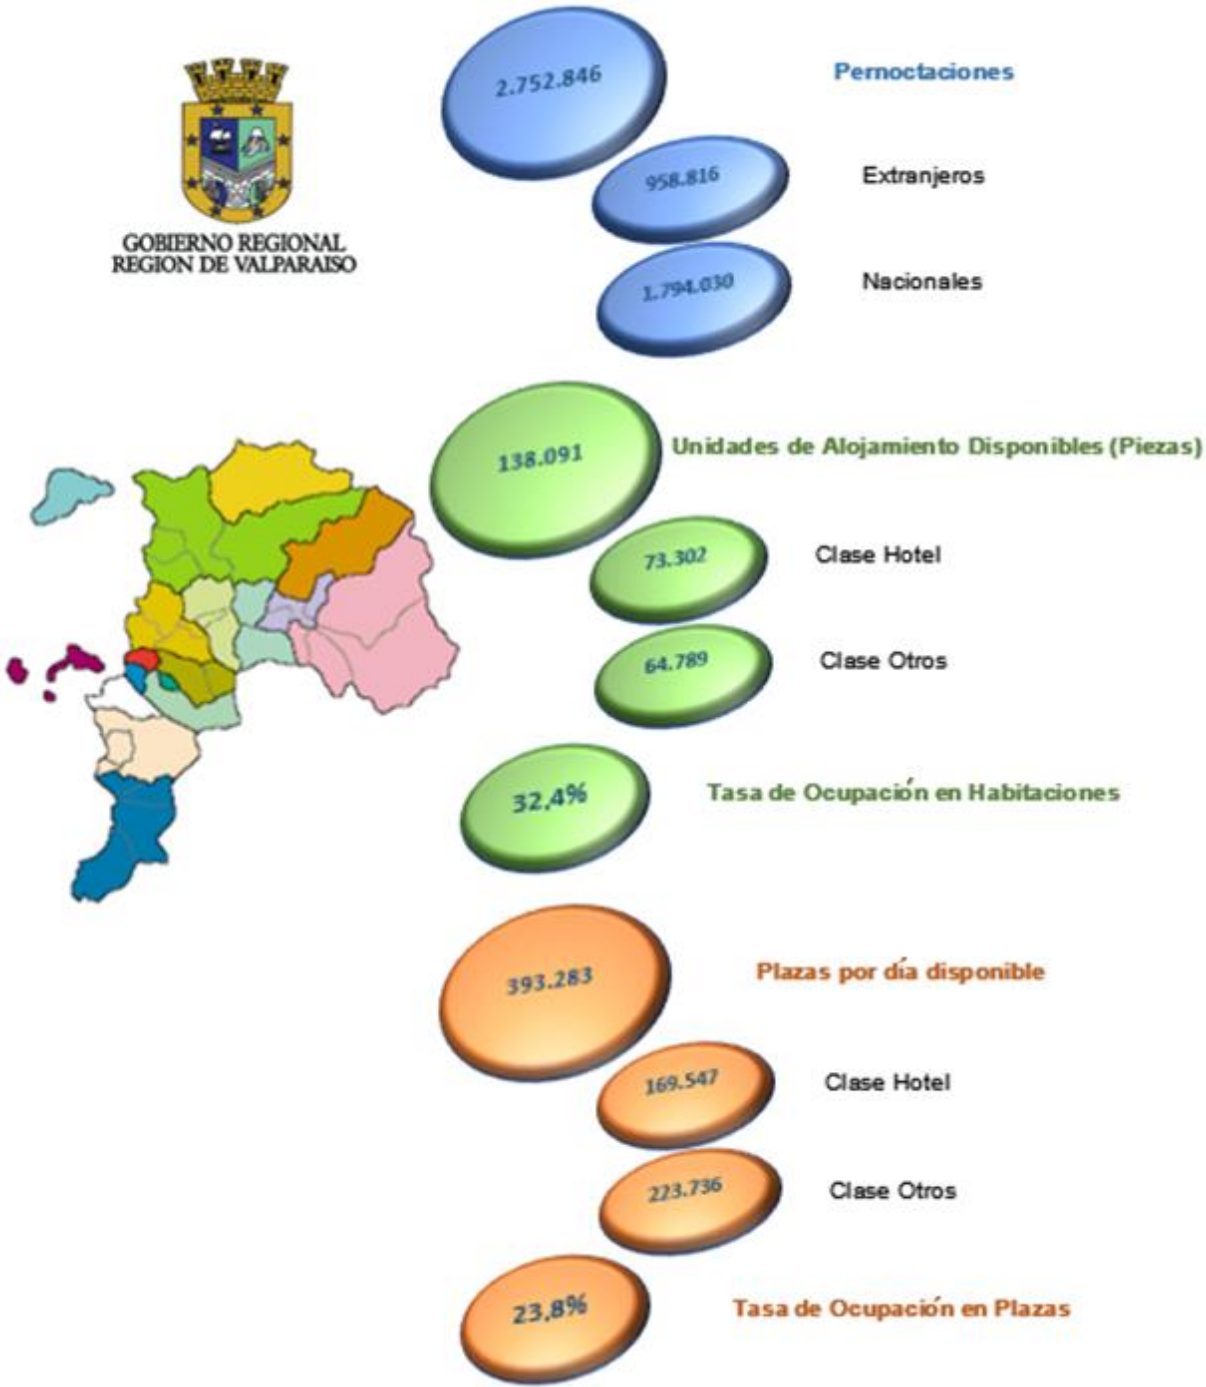 2.752.846
Pernoctaciones
958.816
Extranjeros
1.794.030
Nacionales
GOBIERNO REGIONAL
REGION DE VALPARAISO
138.091
Unidades de Alojamiento Disponibles (Piezas)
73.302
Clase Hotel
64.789
Clase Otros
32,4%
Tasa de Ocupación en Habitaciones
393.283
Plazas por día disponible
169.547
Clase Hotel
223.736
Clase Otros
23,8%
Tasa de Ocupación en Plazas